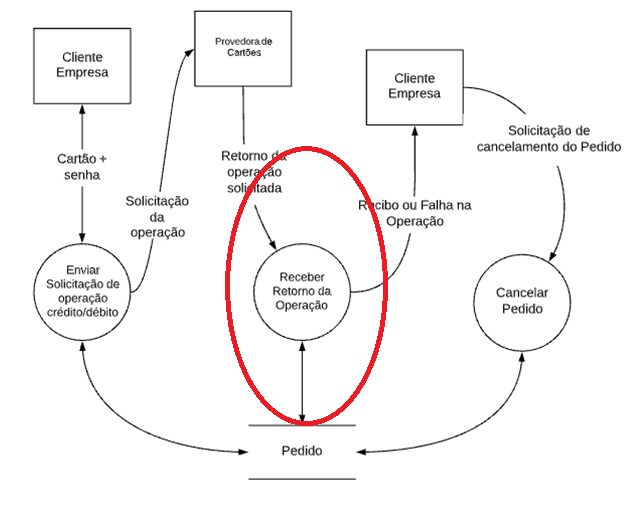 Cliente
Empresa
Provedora de
Cartões
Cliente
Empresa
Cartão +
senha
Solicitação
da
operação
Retorno da
operação
solicitada
Recibo ou Falha na
Operação
Solicitação de
cancelamento do Pedido
Enviar
Solicitação de
operação
crédito/débito
Receber
Retorno da
Operação
Cancelar
Pedido
Pedido